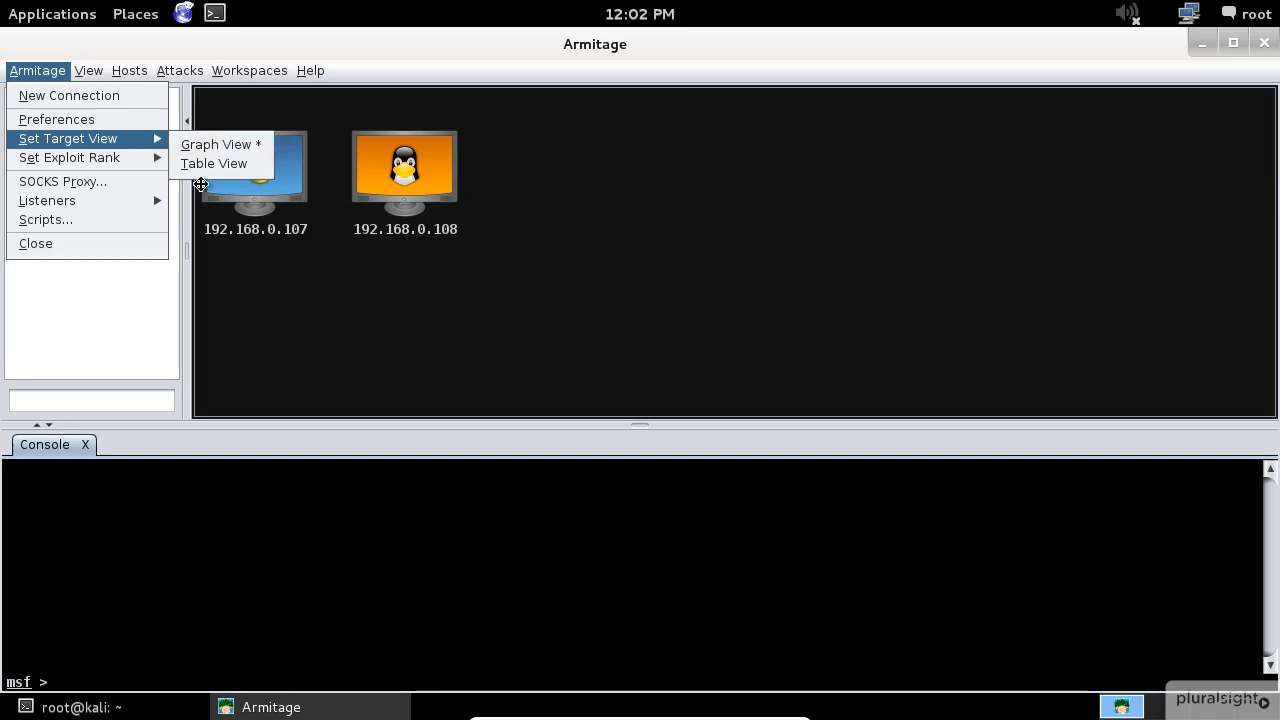 Applications Places 12:02 PM root
Armitage
Armitage View Hosts Attacks Workspaces Help
New Connection
Preferences
Set Target View
Graph View *
Table View
Set Exploit Rank
SOCKS Proxy...
Listeners
Scripts...
Close
192.168.0.107 192.168.0.108
Console X
msf >
root@kali: ~ Armitage
pluralsight